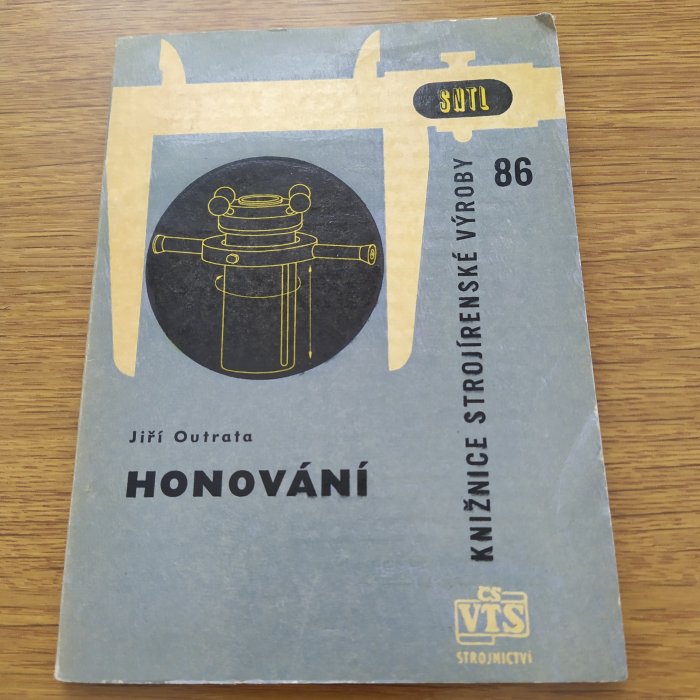 SNTL
86
KNIŽNICE STROJÍRENSKÉ VÝROBY
Jiří Outrata
HONOVÁNÍ
ČS
VTS
STROJNICTVÍ